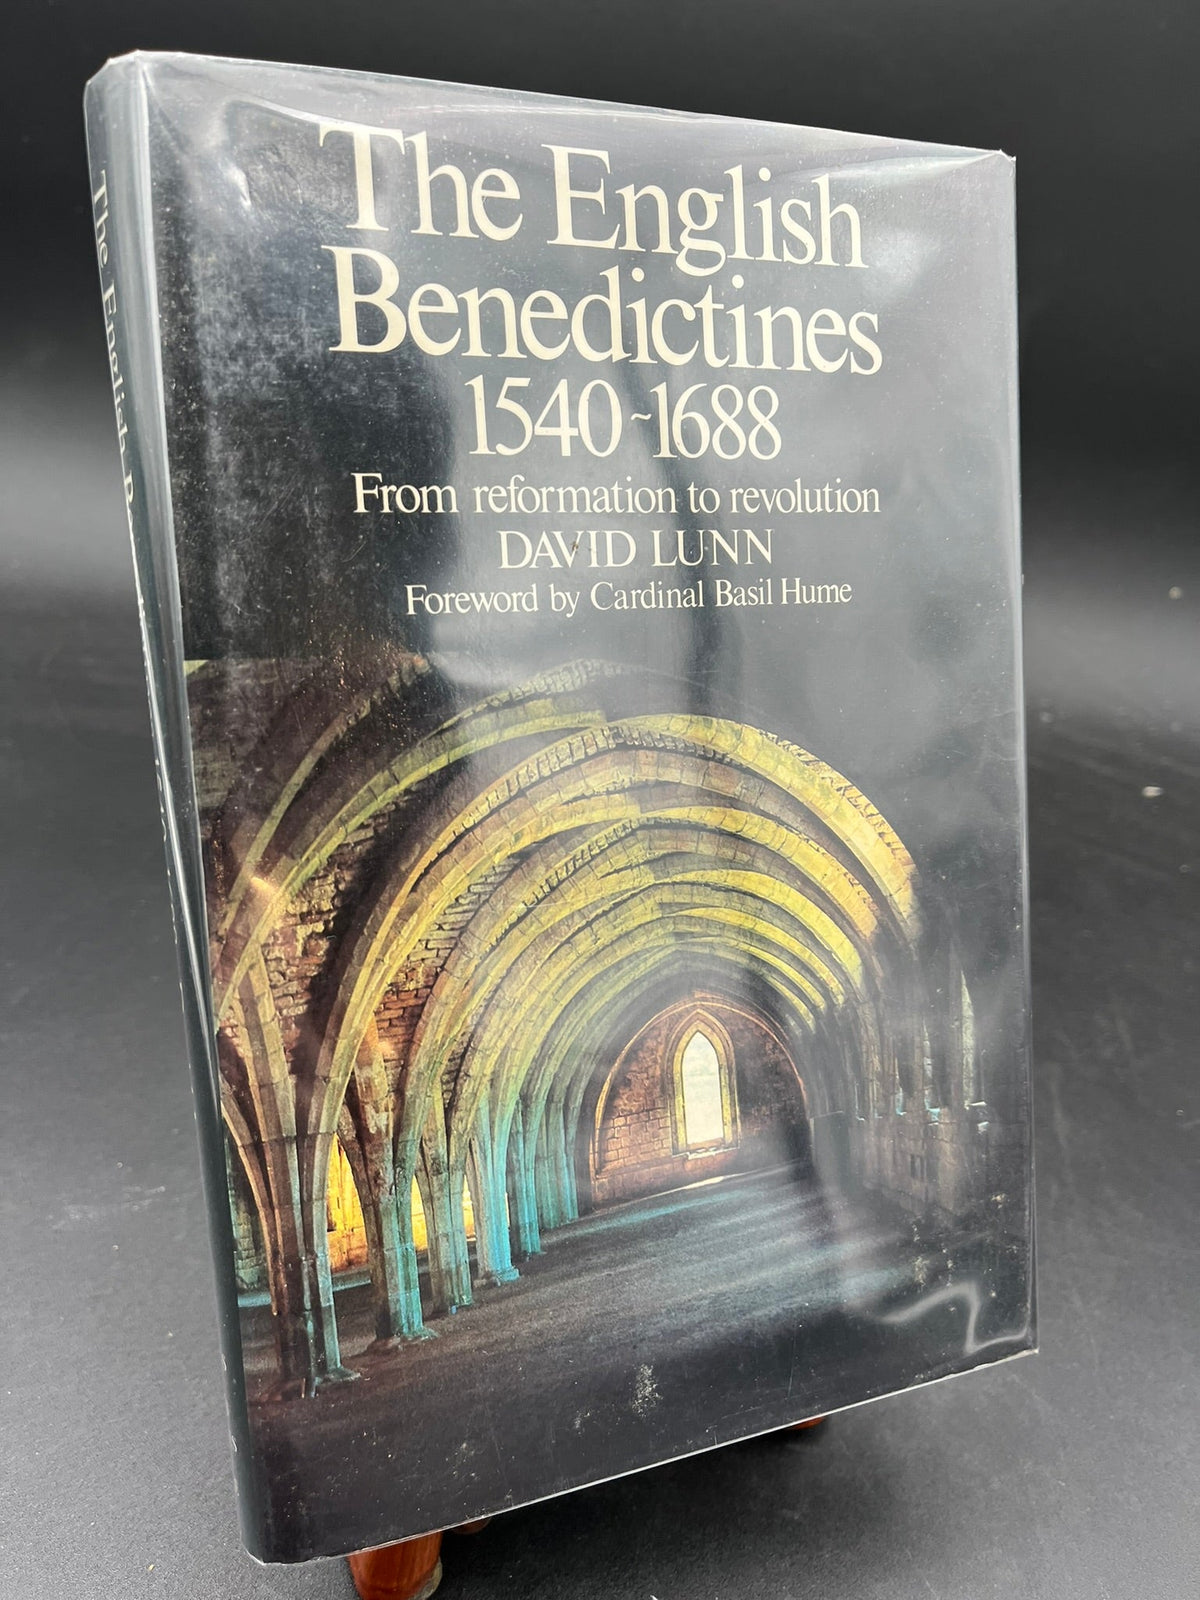 The English
Benedictines
1540~1688
From reformation to revolution
DAVID LUNN
Foreword by Cardinal Basil Hume
The English